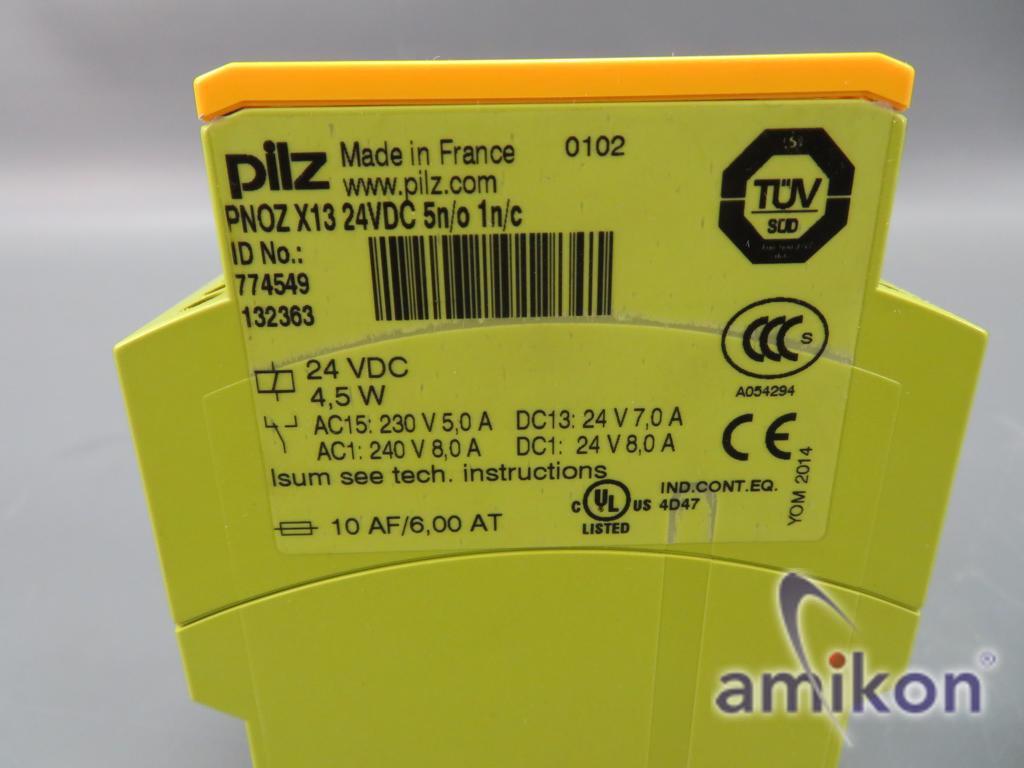 pilz Made in France 0102
www.pilz.com
PNOZ X13 24VDC 5n/o 1n/c
ID No.:
774549
132363
TÜV
SÜD
CCC S
A054294
24 VDC
4,5 W
AC15: 230 V 5,0 A DC13: 24 V 7,0 A
AC1: 240 V 8,0 A DC1: 24 V 8,0 A
CE
Isum see tech. instructions
YOM 2014
10 AF/6,00 AT
C UL US
LISTED
IND.CONT.EQ.
4D47
amikon®